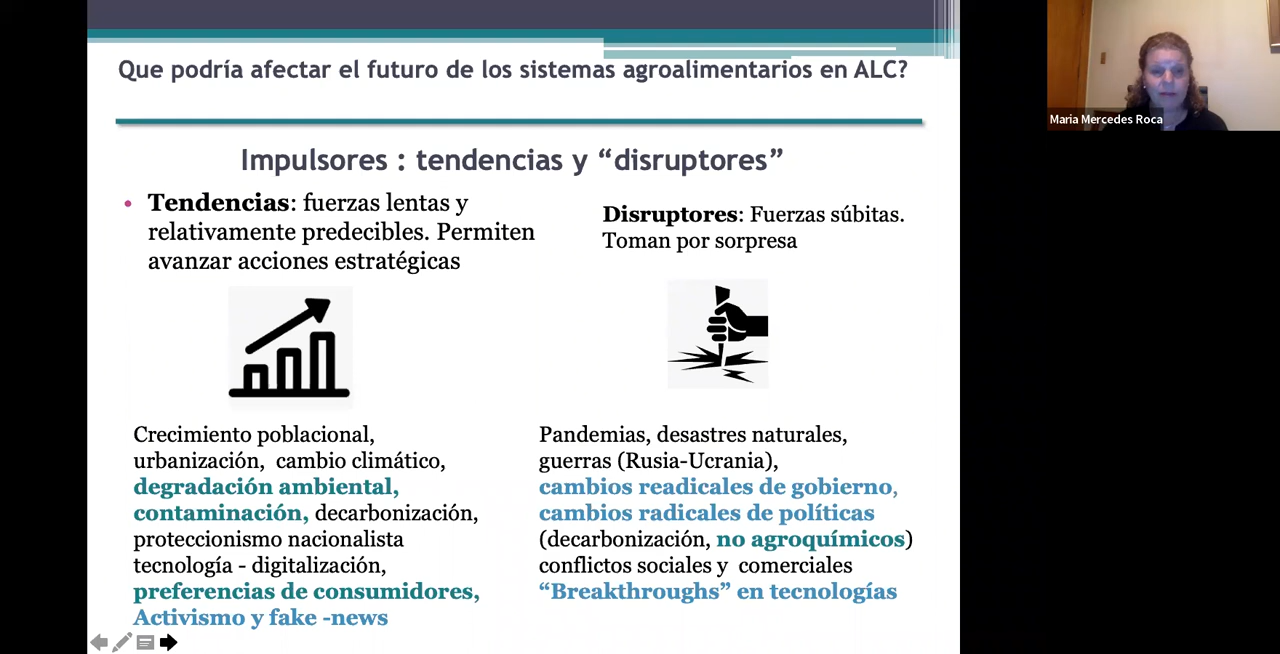 Que podría afectar el futuro de los sistemas agroalimentarios en ALC?
Maria Mercedes Roca
Impulsores : tendencias y “disruptores”
• Tendencias: fuerzas lentas y
relativamente predecibles. Permiten
avanzar acciones estratégicas
Disruptores: Fuerzas súbitas.
Toman por sorpresa
Crecimiento poblacional,
urbanización, cambio climático,
degradación ambiental,
contaminación, decarbonización,
proteccionismo nacionalista
tecnología - digitalización,
preferencias de consumidores,
Activismo y fake -news
Pandemias, desastres naturales,
guerras (Rusia-Ucrania),
cambios readicales de gobierno,
cambios radicales de políticas
(decarbonización, no agroquímicos)
conflictos sociales y comerciales
“Breakthroughs” en tecnologías